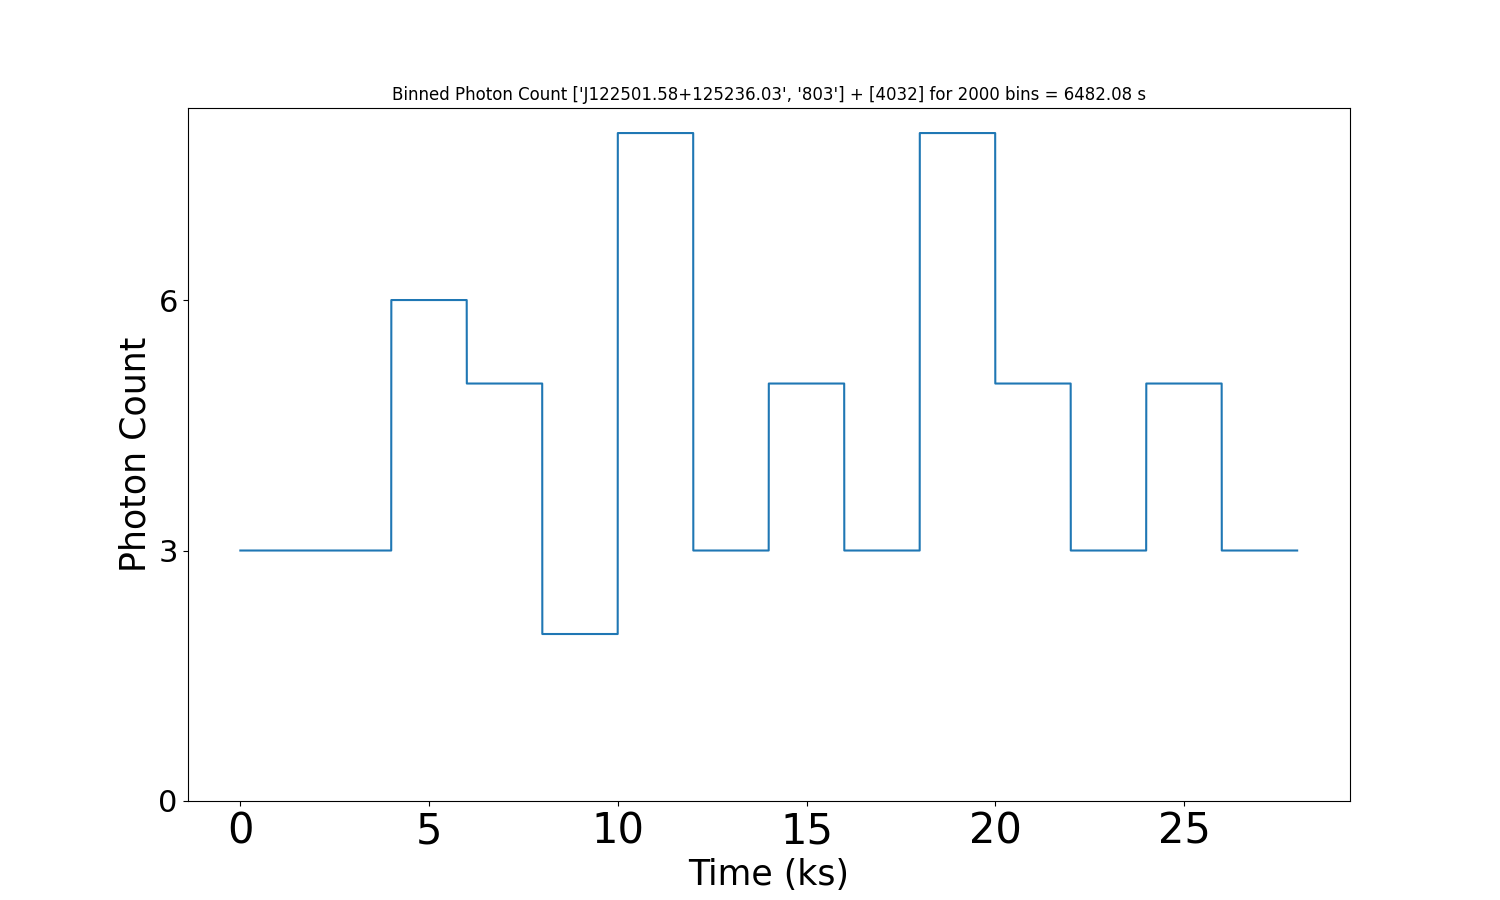 Binned Photon Count ['J122501.58+125236.03', '803'] + [4032] for 2000 bins = 6482.08 s
6
3
0
Photon Count
0 5 10 15 20 25
Time (ks)